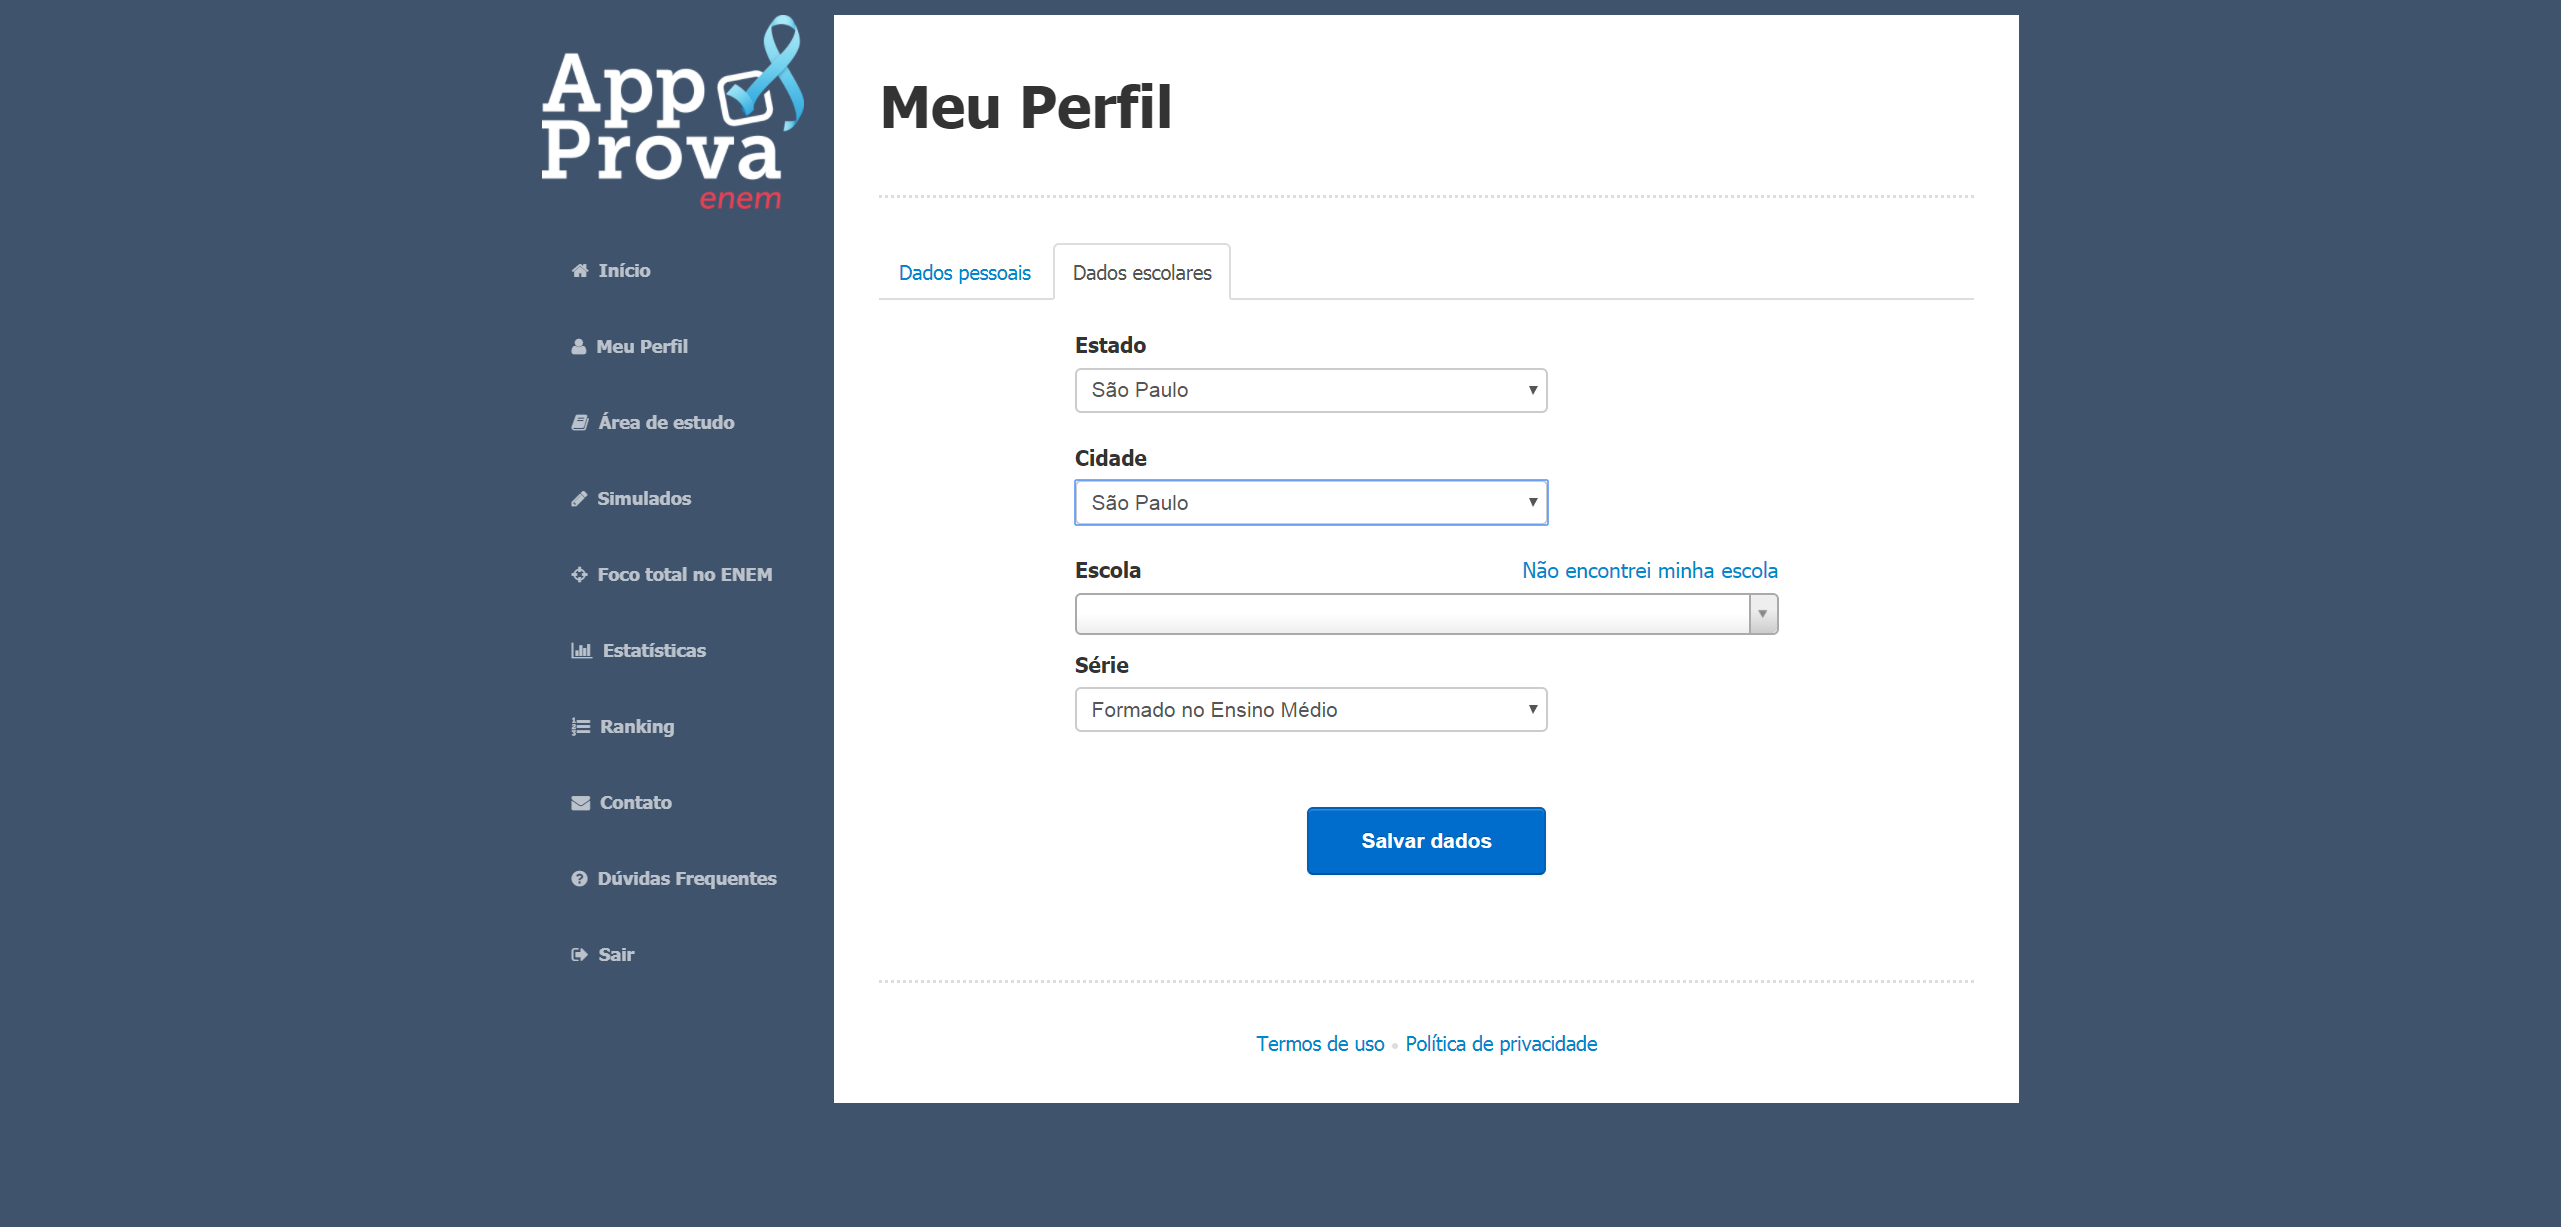 App
Prova
enem
Início
Meu Perfil
Área de estudo
Simulados
Foco total no ENEM
Estatísticas
Ranking
Contato
Dúvidas Frequentes
Sair
Meu Perfil
Dados pessoais
Dados escolares
Estado
São Paulo
Cidade
São Paulo
Escola
Não encontrei minha escola
Série
Formado no Ensino Médio
Salvar dados
Termos de uso • Política de privacidade